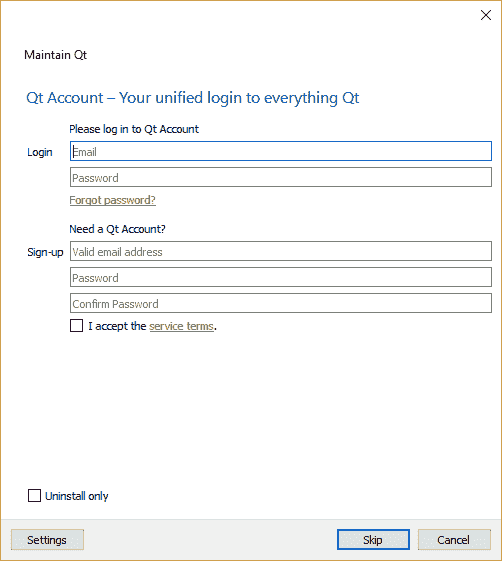 Maintain Qt
Qt Account – Your unified login to everything Qt
Please log in to Qt Account
Login
Email
Password
Forgot password?
Need a Qt Account?
Sign-up
Valid email address
Password
Confirm Password
I accept the service terms.
Uninstall only
Settings
Skip
Cancel